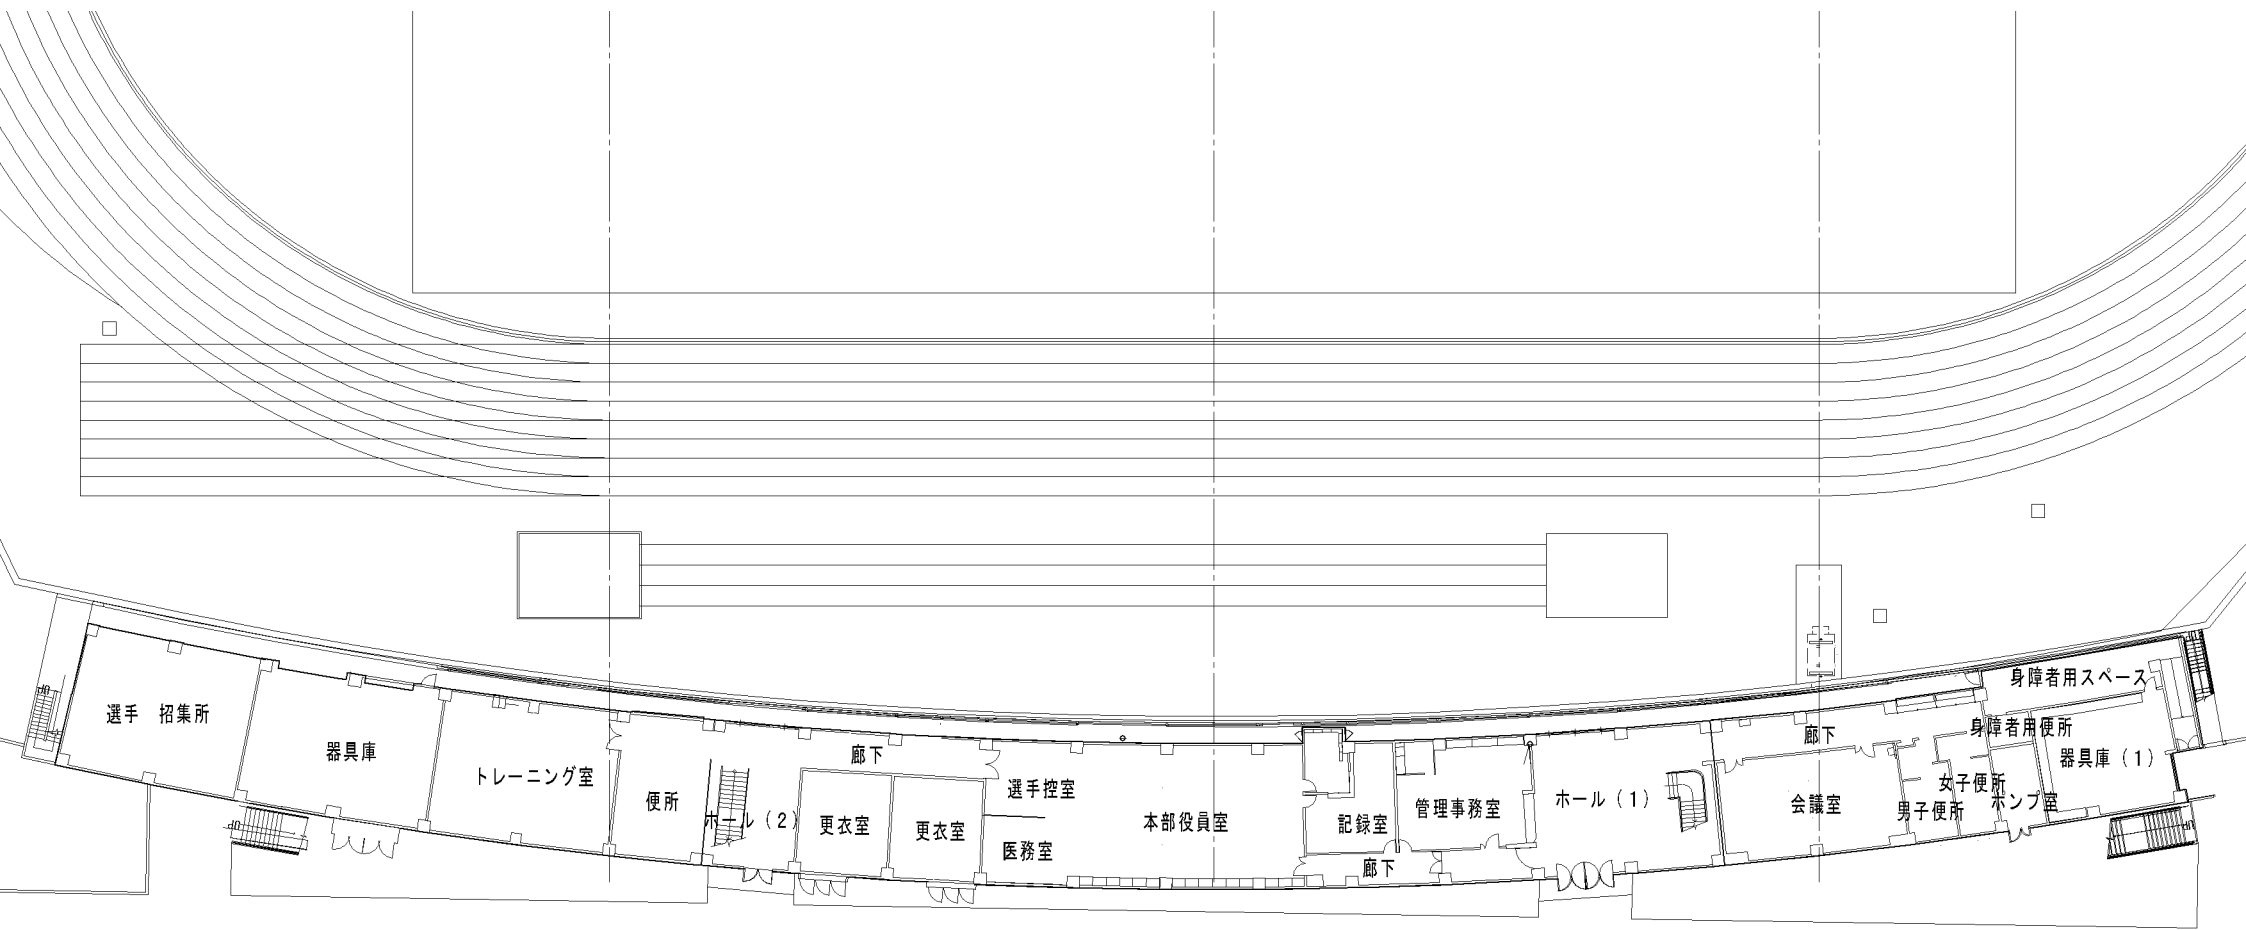 選手　招集所
器具庫
トレーニング室
便所
ホール（2）
廊下
更衣室
更衣室
選手控室
医務室
本部役員室
記録室
管理事務室
廊下
ホール（1）
廊下
会議室
男子便所
女子便所
ポンプ室
身障者用便所
身障者用スペース
器具庫（1）